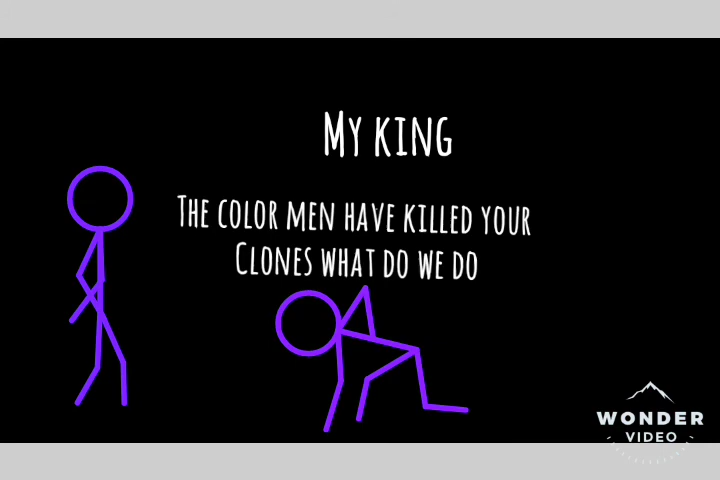 My king
The color men have killed your
Clones what do we do
WONDER
VIDEO